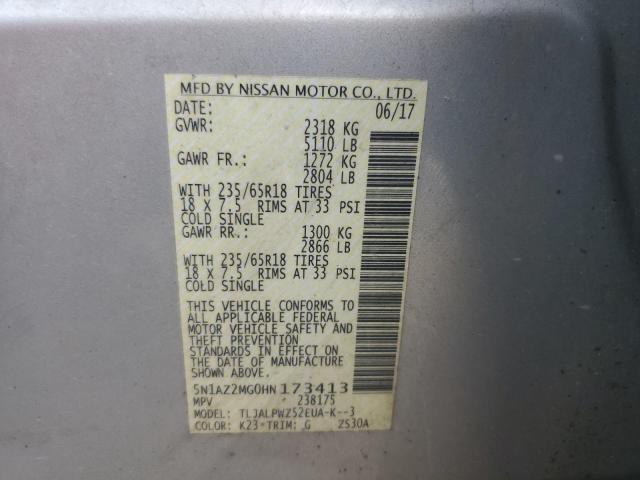 MFD BY NISSAN MOTOR CO., LTD.
DATE: 06/17
GVWR: 2318 KG
5110 LB
GAWR FR.: 1272 KG
2804 LB
WITH 235/65R18 TIRES
18 X 7.5 RIMS AT 33 PSI
COLD SINGLE
GAWR RR.: 1300 KG
2866 LB
WITH 235/65R18 TIRES
18 X 7.5 RIMS AT 33 PSI
COLD SINGLE
THIS VEHICLE CONFORMS TO
ALL APPLICABLE FEDERAL
MOTOR VEHICLE SAFETY AND
THEFT PREVENTION
STANDARDS IN EFFECT ON
THE DATE OF MANUFACTURE
SHOWN ABOVE.
5N1AZ2MG0HN173413
MPV 238175
MODEL: TLJALPWZ52EUA-K--3
COLOR: K23-TRIM: G ZS30A